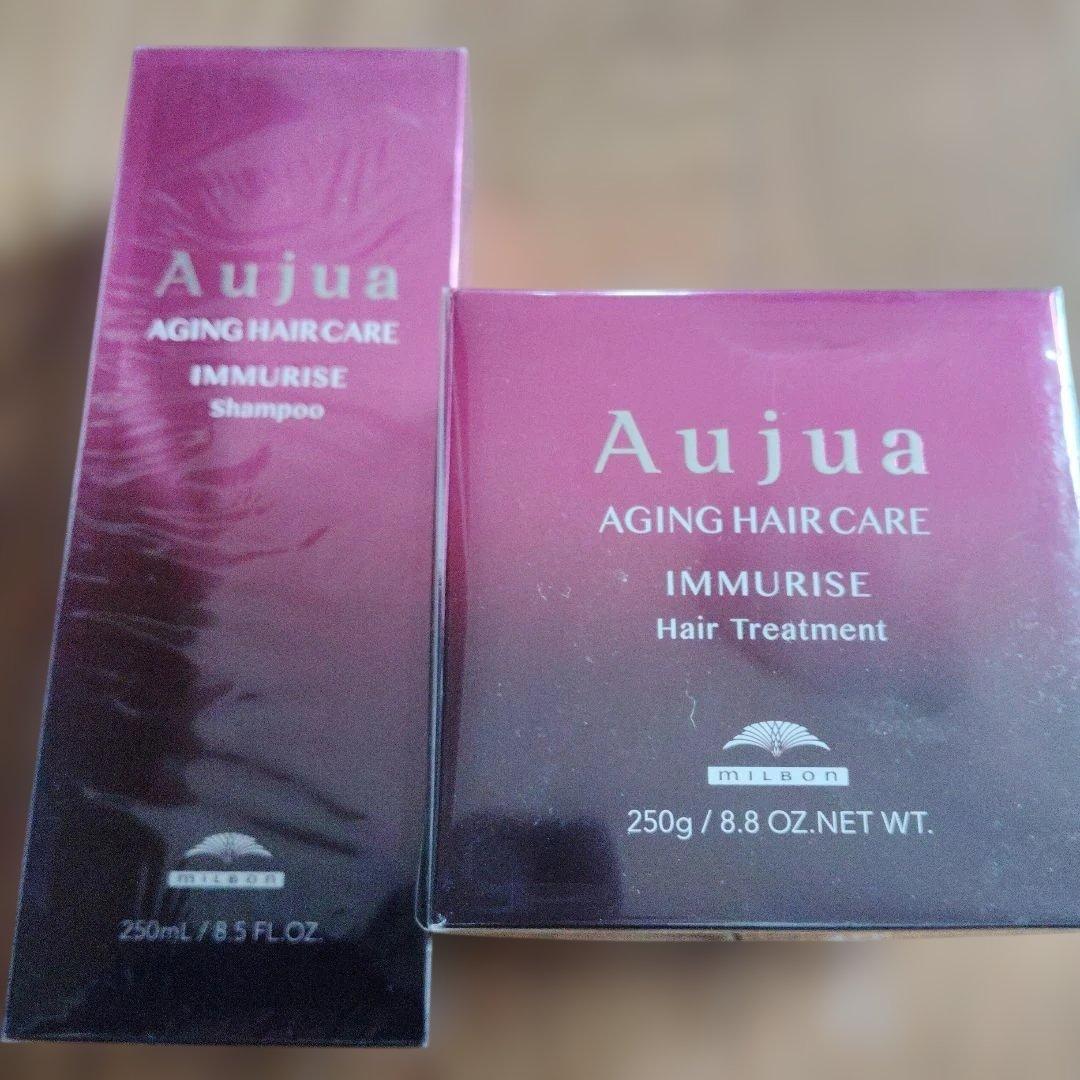 Aujua
AGING HAIR CARE
IMMURISE
Shampoo
MILBON
250mL / 8.5 FL.OZ.
Aujua
AGING HAIR CARE
IMMURISE
Hair Treatment
MILBON
250g / 8.8 OZ.NET WT.